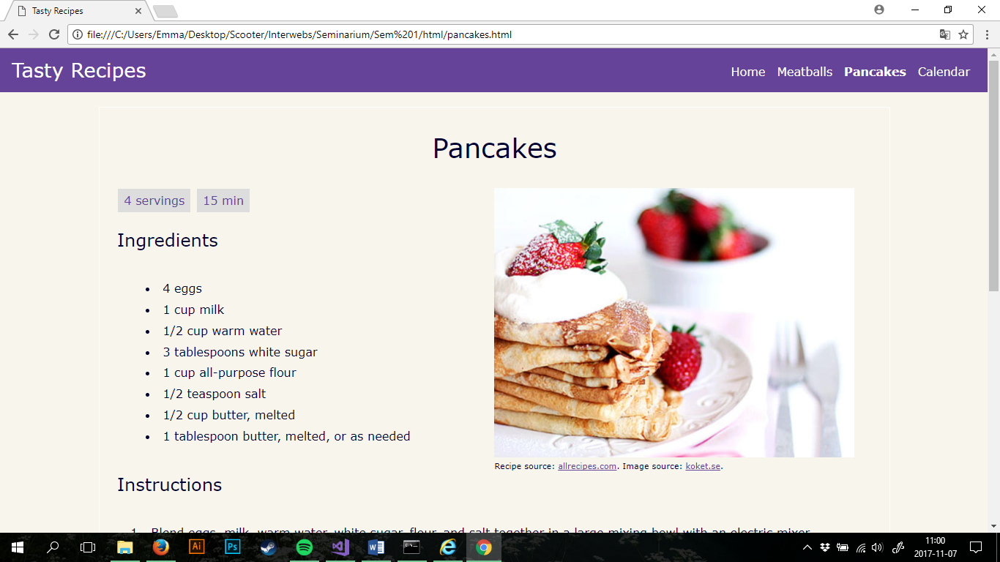 Tasty Recipes
file:///C:/Users/Emma/Desktop/Scooter/Interwebs/Seminarium/Sem%201/html/pancakes.html
Tasty Recipes
Home Meatballs Pancakes Calendar
Pancakes
4 servings 15 min
Ingredients
• 4 eggs
• 1 cup milk
• 1/2 cup warm water
• 3 tablespoons white sugar
• 1 cup all-purpose flour
• 1/2 teaspoon salt
• 1/2 cup butter, melted
• 1 tablespoon butter, melted, or as needed
Recipe source: allrecipes.com. Image source: koket.se.
Instructions
1. Blend eggs, milk, warm water, white sugar, flour, and salt together in a large mixing bowl with an electric mixer
Ai Ps
11:00
2017-11-07